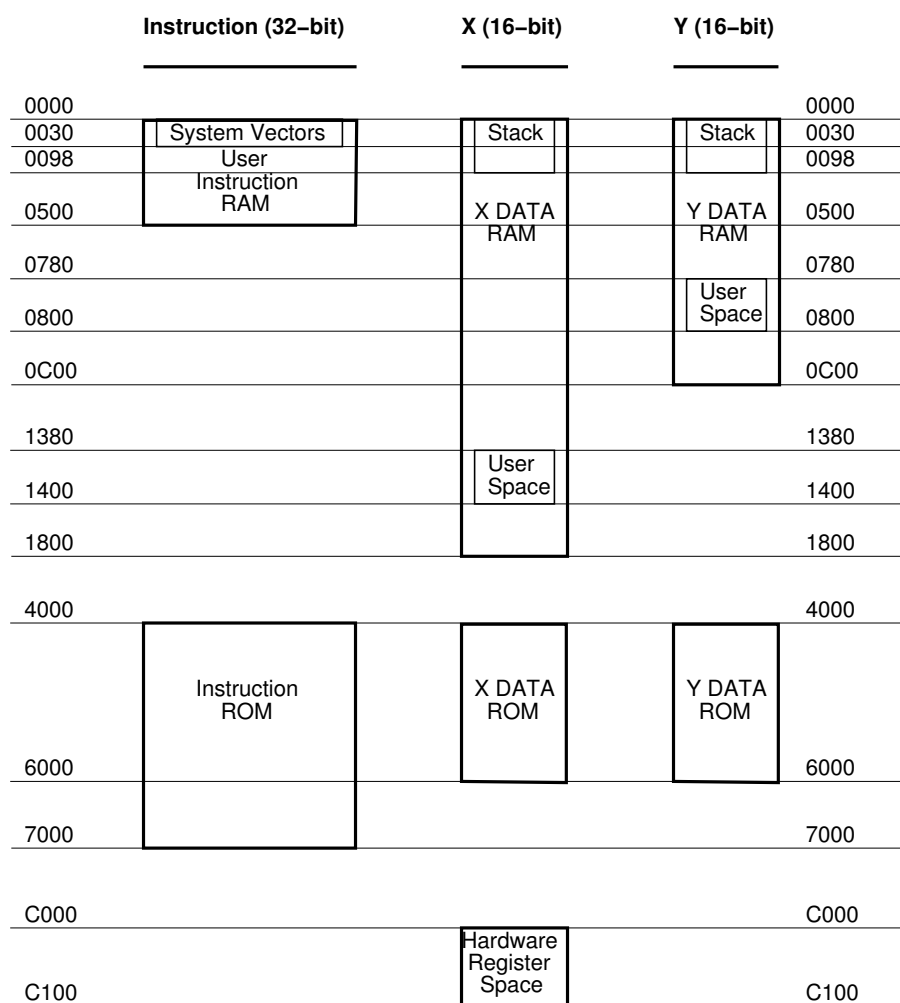 Instruction (32−bit) X (16−bit) Y (16−bit)
0000 0000
0030 System Vectors Stack Stack 0030
0098 User 0098
Instruction
RAM
0500 X DATA Y DATA 0500
RAM RAM
0780 0780
User
Space
0800 0800
0C00 0C00
1380 1380
User
Space
1400 1400
1800 1800
4000 4000
Instruction X DATA Y DATA
ROM ROM ROM
6000 6000
7000 7000
C000 C000
Hardware
Register
Space
C100 C100